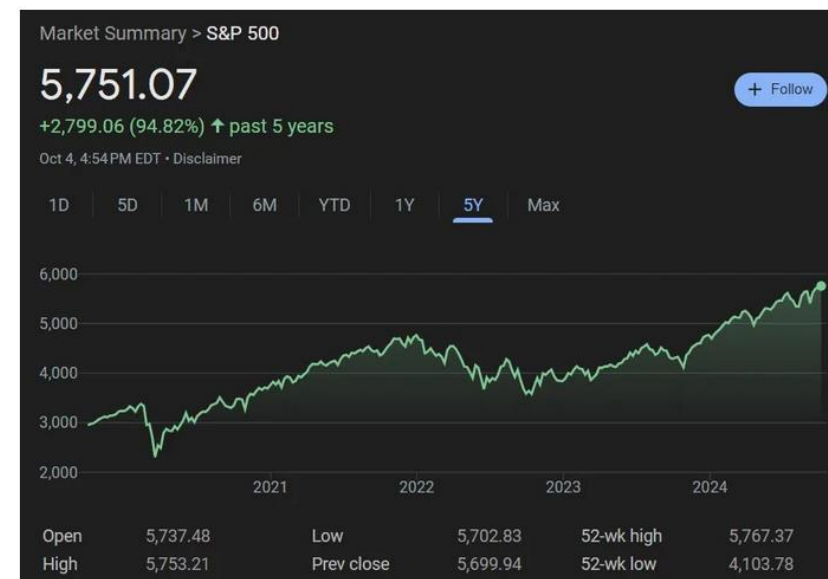 Market Summary > S&P 500
5,751.07
+ Follow
+2,799.06 (94.82%) ↑ past 5 years
Oct 4, 4:54 PM EDT • Disclaimer
1D 5D 1M 6M YTD 1Y 5Y Max
6,000
5,000
4,000
3,000
2,000
2021 2022 2023 2024
Open 5,737.48 Low 5,702.83 52-wk high 5,767.37
High 5,753.21 Prev close 5,699.94 52-wk low 4,103.78